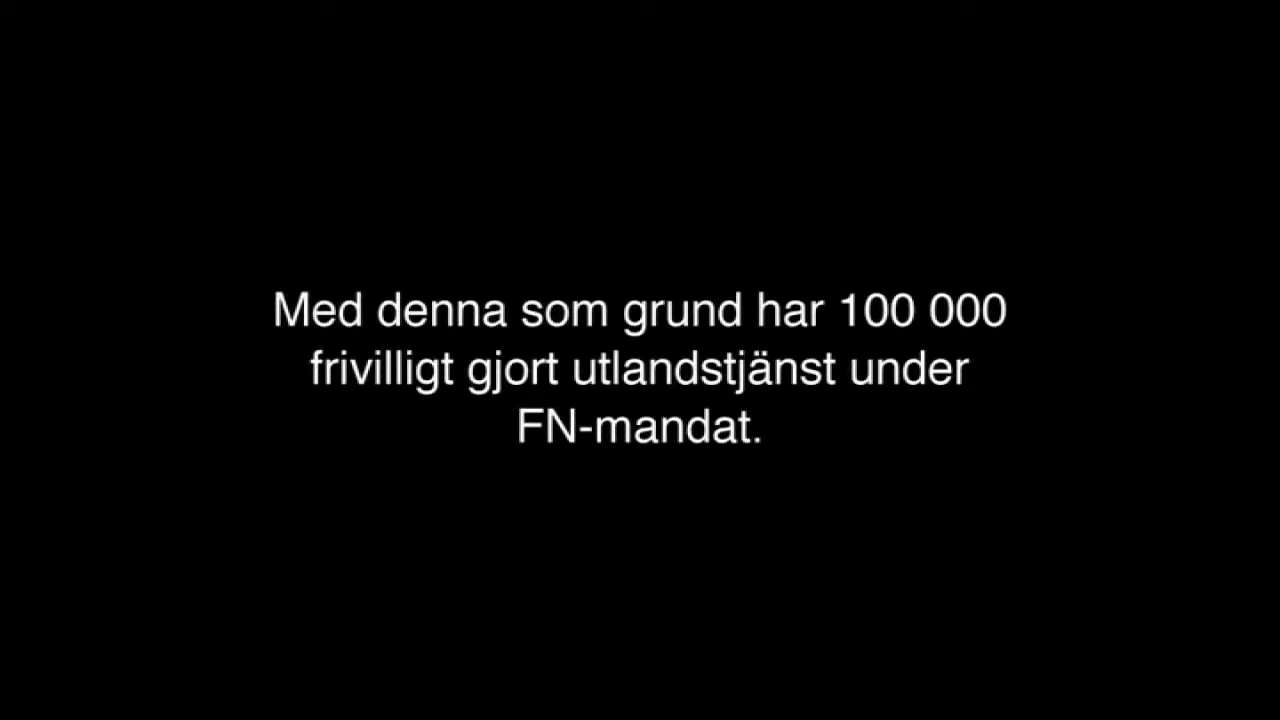 Med denna som grund har 100 000
frivilligt gjort utlandstjänst under
FN-mandat.